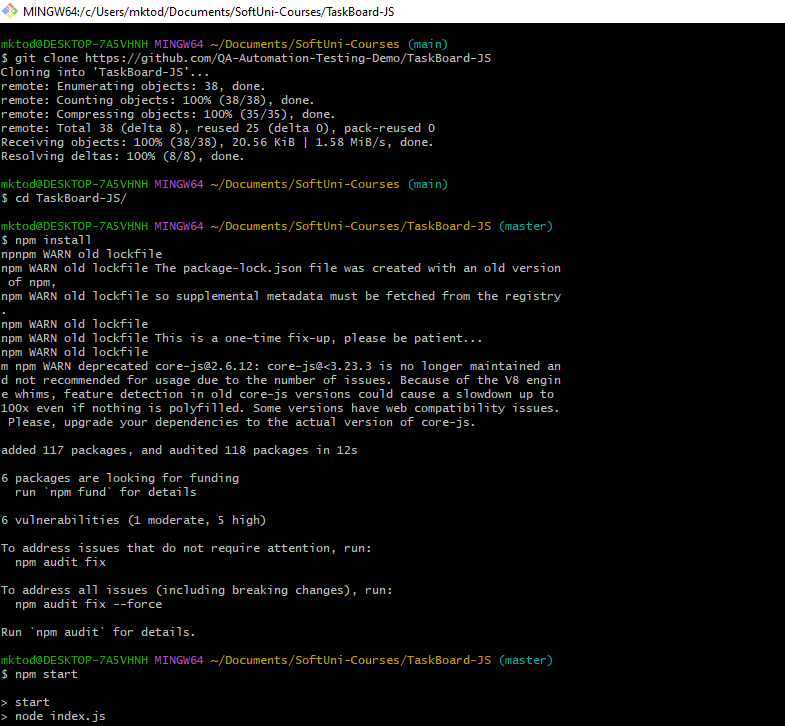 MINGW64:/c/Users/mktod/Documents/SoftUni-Courses/TaskBoard-JS
mktod@DESKTOP-7A5VHNH MINGW64 ~/Documents/SoftUni-Courses (main)
$ git clone https://github.com/QA-Automation-Testing-Demo/TaskBoard-JS
Cloning into 'TaskBoard-JS'...
remote: Enumerating objects: 38, done.
remote: Counting objects: 100% (38/38), done.
remote: Compressing objects: 100% (35/35), done.
remote: Total 38 (delta 8), reused 25 (delta 0), pack-reused 0
Receiving objects: 100% (38/38), 20.56 KiB | 1.58 MiB/s, done.
Resolving deltas: 100% (8/8), done.
mktod@DESKTOP-7A5VHNH MINGW64 ~/Documents/SoftUni-Courses (main)
$ cd TaskBoard-JS/
mktod@DESKTOP-7A5VHNH MINGW64 ~/Documents/SoftUni-Courses/TaskBoard-JS (master)
$ npm install
npnpm WARN old lockfile
npm WARN old lockfile The package-lock.json file was created with an old version
 of npm,
npm WARN old lockfile so supplemental metadata must be fetched from the registry
.
npm WARN old lockfile
npm WARN old lockfile This is a one-time fix-up, please be patient...
npm WARN old lockfile
m npm WARN deprecated core-js@2.6.12: core-js@<3.23.3 is no longer maintained an
d not recommended for usage due to the number of issues. Because of the V8 engin
e whims, feature detection in old core-js versions could cause a slowdown up to
100x even if nothing is polyfilled. Some versions have web compatibility issues.
 Please, upgrade your dependencies to the actual version of core-js.
added 117 packages, and audited 118 packages in 12s
6 packages are looking for funding
  run `npm fund` for details
6 vulnerabilities (1 moderate, 5 high)
To address issues that do not require attention, run:
  npm audit fix
To address all issues (including breaking changes), run:
  npm audit fix --force
Run `npm audit` for details.
mktod@DESKTOP-7A5VHNH MINGW64 ~/Documents/SoftUni-Courses/TaskBoard-JS (master)
$ npm start
> start
> node index.js